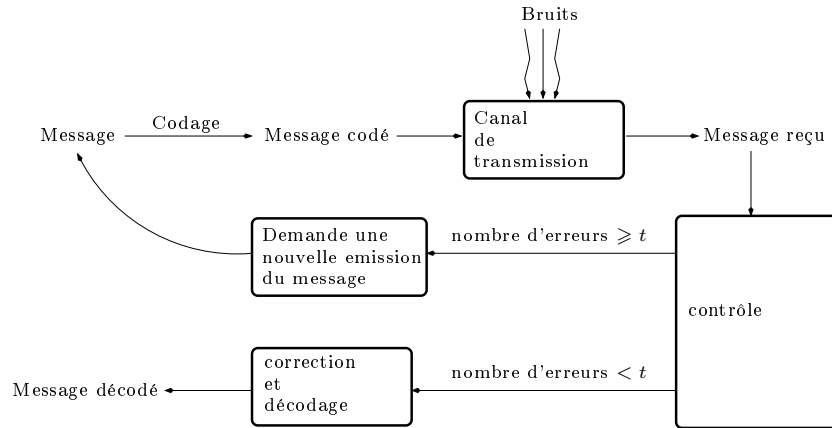 Bruits
Message
Codage
Message codé
Canal
de
transmission
Message reçu
Demande une
nouvelle emission
du message
nombre d'erreurs ⩾ t
contrôle
Message décodé
correction
et
décodage
nombre d'erreurs < t